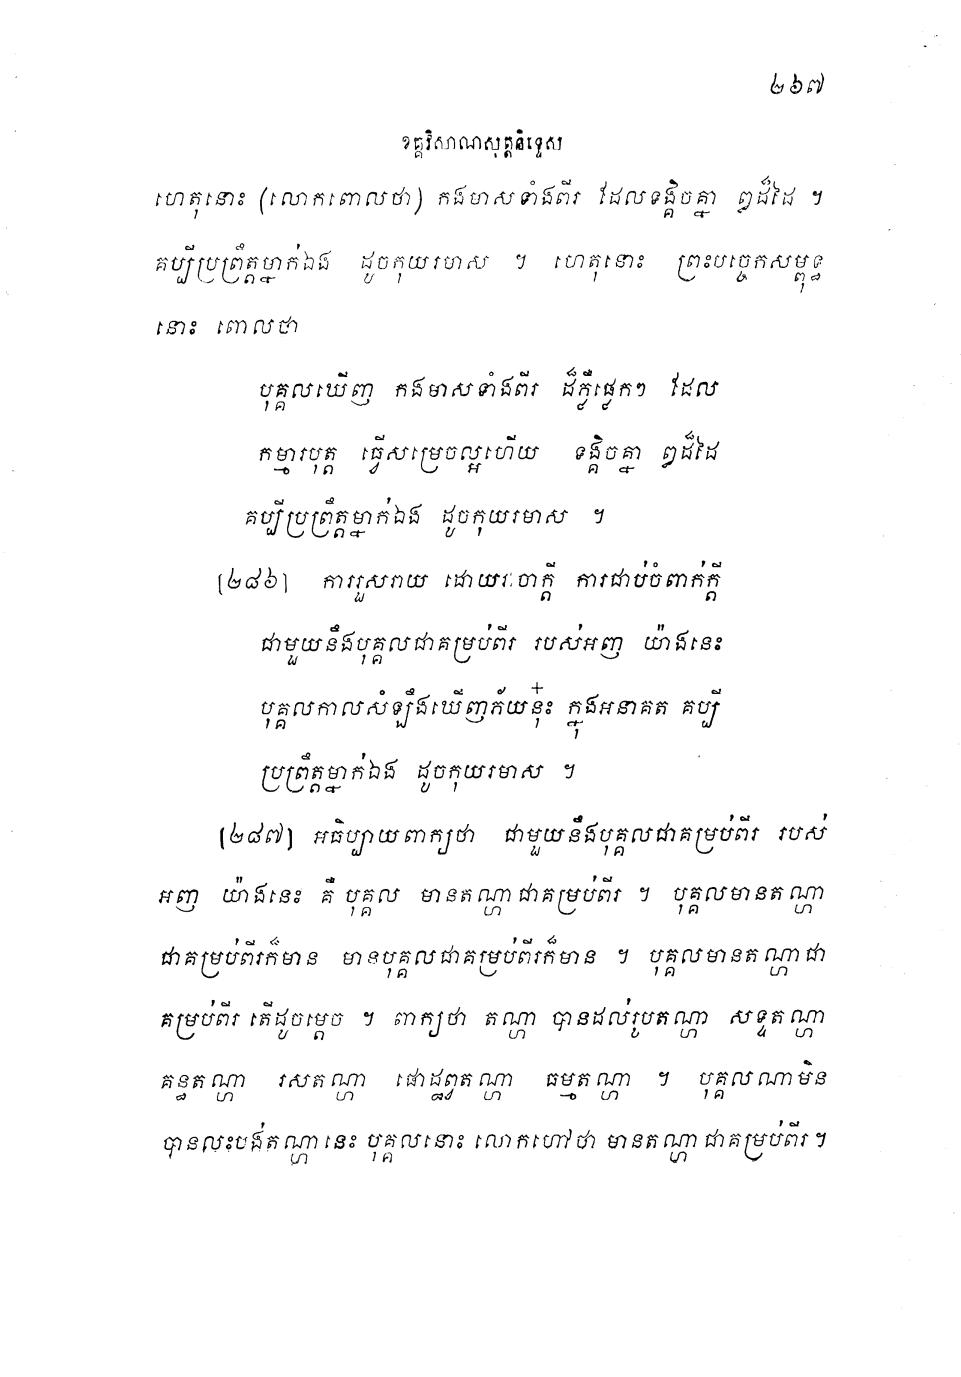 ២៦៧
ខគ្គវិសាណសុត្តនិទ្ទេស
ហេតុនោះ (លោកពោលថា) កងមាសទាំងពីរ ដែលទង្គិចគ្នា ឮដ៏ដៃ ។
គប្បីប្រព្រឹត្តម្នាក់ឯង ដូចកុយរមាស ។ ហេតុនោះ ព្រះបច្ចេកសម្ពុទ្ធ
នោះ ពោលថា
បុគ្គលឃើញ កងមាសទាំងពីរ ដ៏ភ្លឺផ្លេកៗ ដែល
កម្មារបុត្ត ធ្វើសម្រេចល្អហើយ ទង្គិចគ្នា ឮដ៏ដៃ
គប្បីប្រព្រឹត្តម្នាក់ឯង ដូចកុយរមាស ។
[២៨៦] ការរួសរាយ ដោយវាចាក្តី ការជាប់ចំពាក់ក្តី
ជាមួយនឹងបុគ្គលជាគម្រប់ពីរ របស់អញ យ៉ាងនេះ
បុគ្គលកាលសំឡឹងឃើញភ័យនុ៎ះ ក្នុងអនាគត គប្បី
ប្រព្រឹត្តម្នាក់ឯង ដូចកុយរមាស ។
[២៨៧] អធិប្បាយពាក្យថា ជាមួយនឹងបុគ្គលជាគម្រប់ពីរ របស់
អញ យ៉ាងនេះ គឺ បុគ្គល មានតណ្ហាជាគម្រប់ពីរ ។ បុគ្គលមានតណ្ហា
ជាគម្រប់ពីរក៏មាន មានបុគ្គលជាគម្រប់ពីរក៏មាន ។ បុគ្គលមានតណ្ហាជា
គម្រប់ពីរ តើដូចម្តេច ។ ពាក្យថា តណ្ហា បានដល់រូបតណ្ហា សទ្ទតណ្ហា
គន្ធតណ្ហា រសតណ្ហា ផោដ្ឋព្វតណ្ហា ធម្មតណ្ហា ។ បុគ្គលណាមិន
បានលុះបង់តណ្ហានេះ បុគ្គលនោះ លោកហៅថា មានតណ្ហាជាគម្រប់ពីរ ។